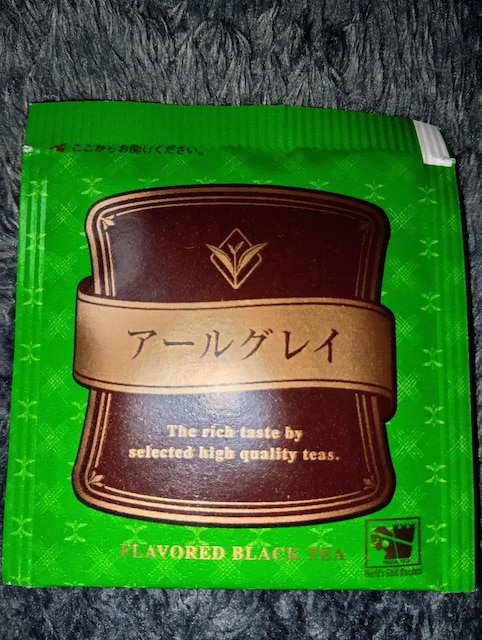 ここからお開けください。
アールグレイ
The rich taste by
selected high quality teas.
FLAVORED BLACK TEA